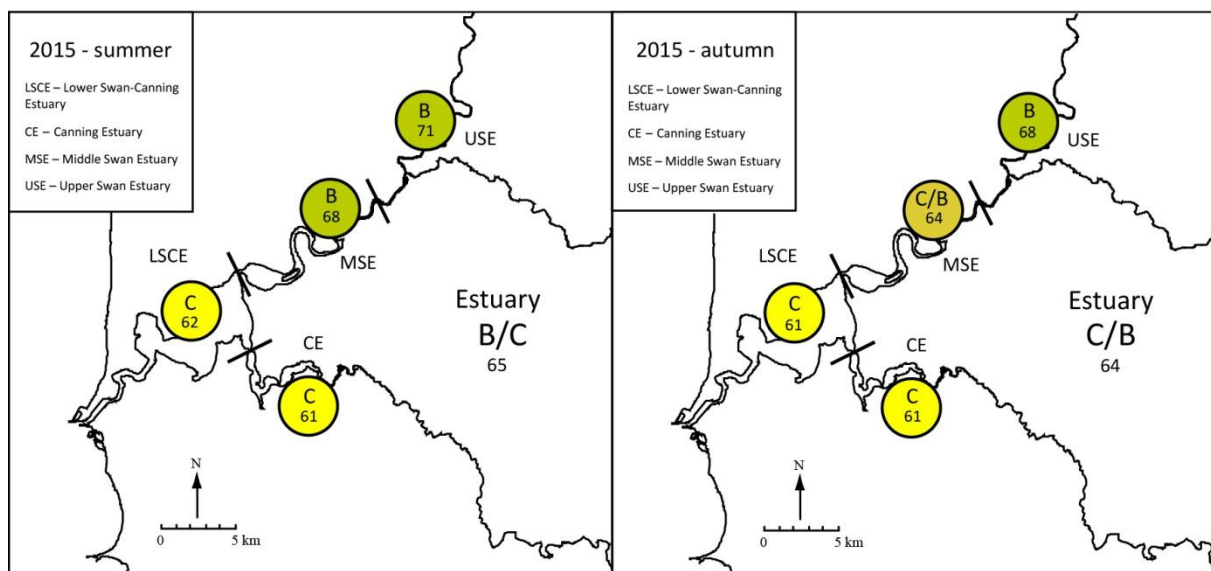 2015 - summer
LSCE – Lower Swan-Canning
Estuary
CE – Canning Estuary
MSE – Middle Swan Estuary
USE – Upper Swan Estuary
B
71
USE
B
68
MSE
LSCE
C
62
Estuary
B/C
65
CE
C
61
N
0
5 km
2015 - autumn
LSCE – Lower Swan-Canning
Estuary
CE – Canning Estuary
MSE – Middle Swan Estuary
USE – Upper Swan Estuary
B
68
USE
C/B
64
MSE
LSCE
C
61
Estuary
C/B
64
CE
C
61
N
0
5 km